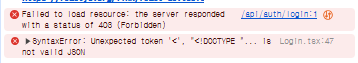 Failed to load resource: the server responded /api/auth/login:1
with a status of 403 (Forbidden)
▶SyntaxError: Unexpected token '<', "<!DOCTYPE "... is Login.tsx:47
not valid JSON